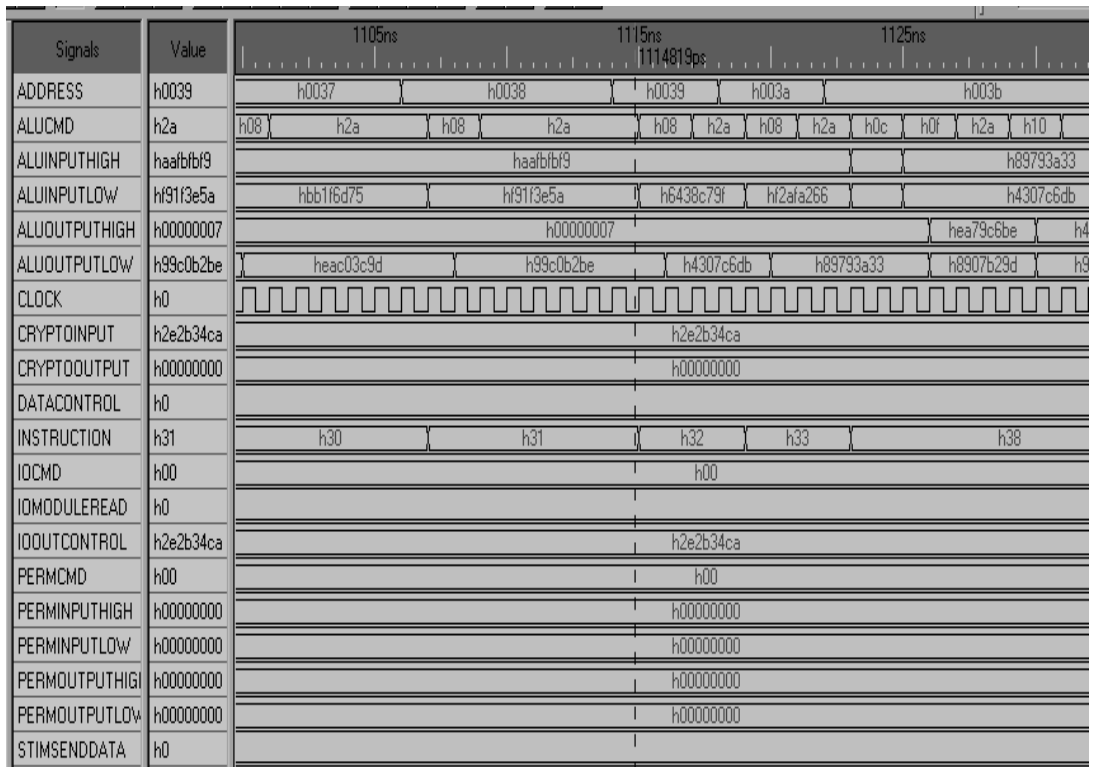 1105ns 1115ns 1125ns
Signals Value 1114819ps
ADDRESS h0039 h0037 h0038 h0039 h003a h003b
ALUCMD h2a h08 h2a h08 h2a h08 h2a h08 h2a h0c h0f h2a h10
ALUINPUTHIGH haafbfbf9 haafbfbf9 h89793a33
ALUINPUTLOW hf91f3e5a hbb1f6d75 hf91f3e5a h6438c79f hf2afa266 h4307c6db
ALUOUTPUTHIGH h00000007 h00000007 hea79c6be h4
ALUOUTPUTLOW h99c0b2be heac03c9d h99c0b2be h4307c6db h89793a33 h8907b29d h9
CLOCK h0
CRYPTOINPUT h2e2b34ca h2e2b34ca
CRYPTOOUTPUT h00000000 h00000000
DATACONTROL h0
INSTRUCTION h31 h30 h31 h32 h33 h38
IOCMD h00 h00
IOMODULEREAD h0
IOOUTCONTROL h2e2b34ca h2e2b34ca
PERMCMD h00 h00
PERMINPUTHIGH h00000000 h00000000
PERMINPUTLOW h00000000 h00000000
PERMOUTPUTHIG h00000000 h00000000
PERMOUTPUTLOW h00000000 h00000000
STIMSENDDATA h0